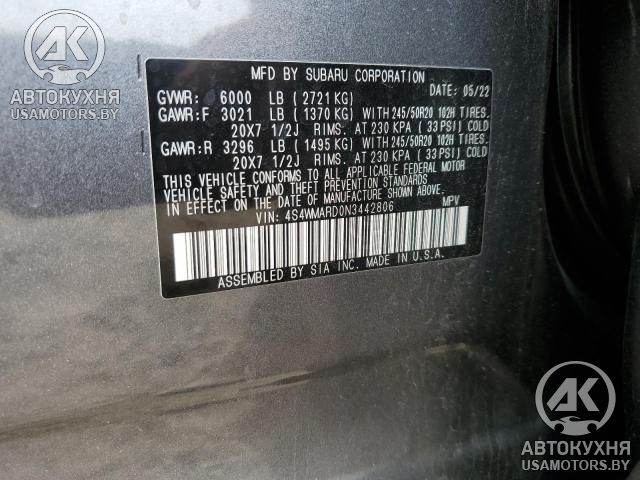 AK
АВТОКУХНЯ
USAMOTORS.BY
MFD BY SUBARU CORPORATION
GVWR: 6000 LB ( 2721 KG) DATE: 05/22
GAWR:F 3021 LB ( 1370 KG) WITH 245/50R20 102H TIRES.
20X7 1/2J RIMS. AT 230 KPA ( 33 PSI) COLD
GAWR:R 3296 LB ( 1495 KG) WITH 245/50R20 102H TIRES.
20X7 1/2J RIMS. AT 230 KPA ( 33 PSI) COLD
THIS VEHICLE CONFORMS TO ALL APPLICABLE FEDERAL MOTOR
VEHICLE SAFETY AND THEFT PREVENTION STANDARDS
IN EFFECT ON THE DATE OF MANUFACTURE SHOWN ABOVE.
VIN: 4S4WMARD0N3442806 MPV
ASSEMBLED BY SIA INC. MADE IN U.S.A.
AK
АВТОКУХНЯ
USAMOTORS.BY